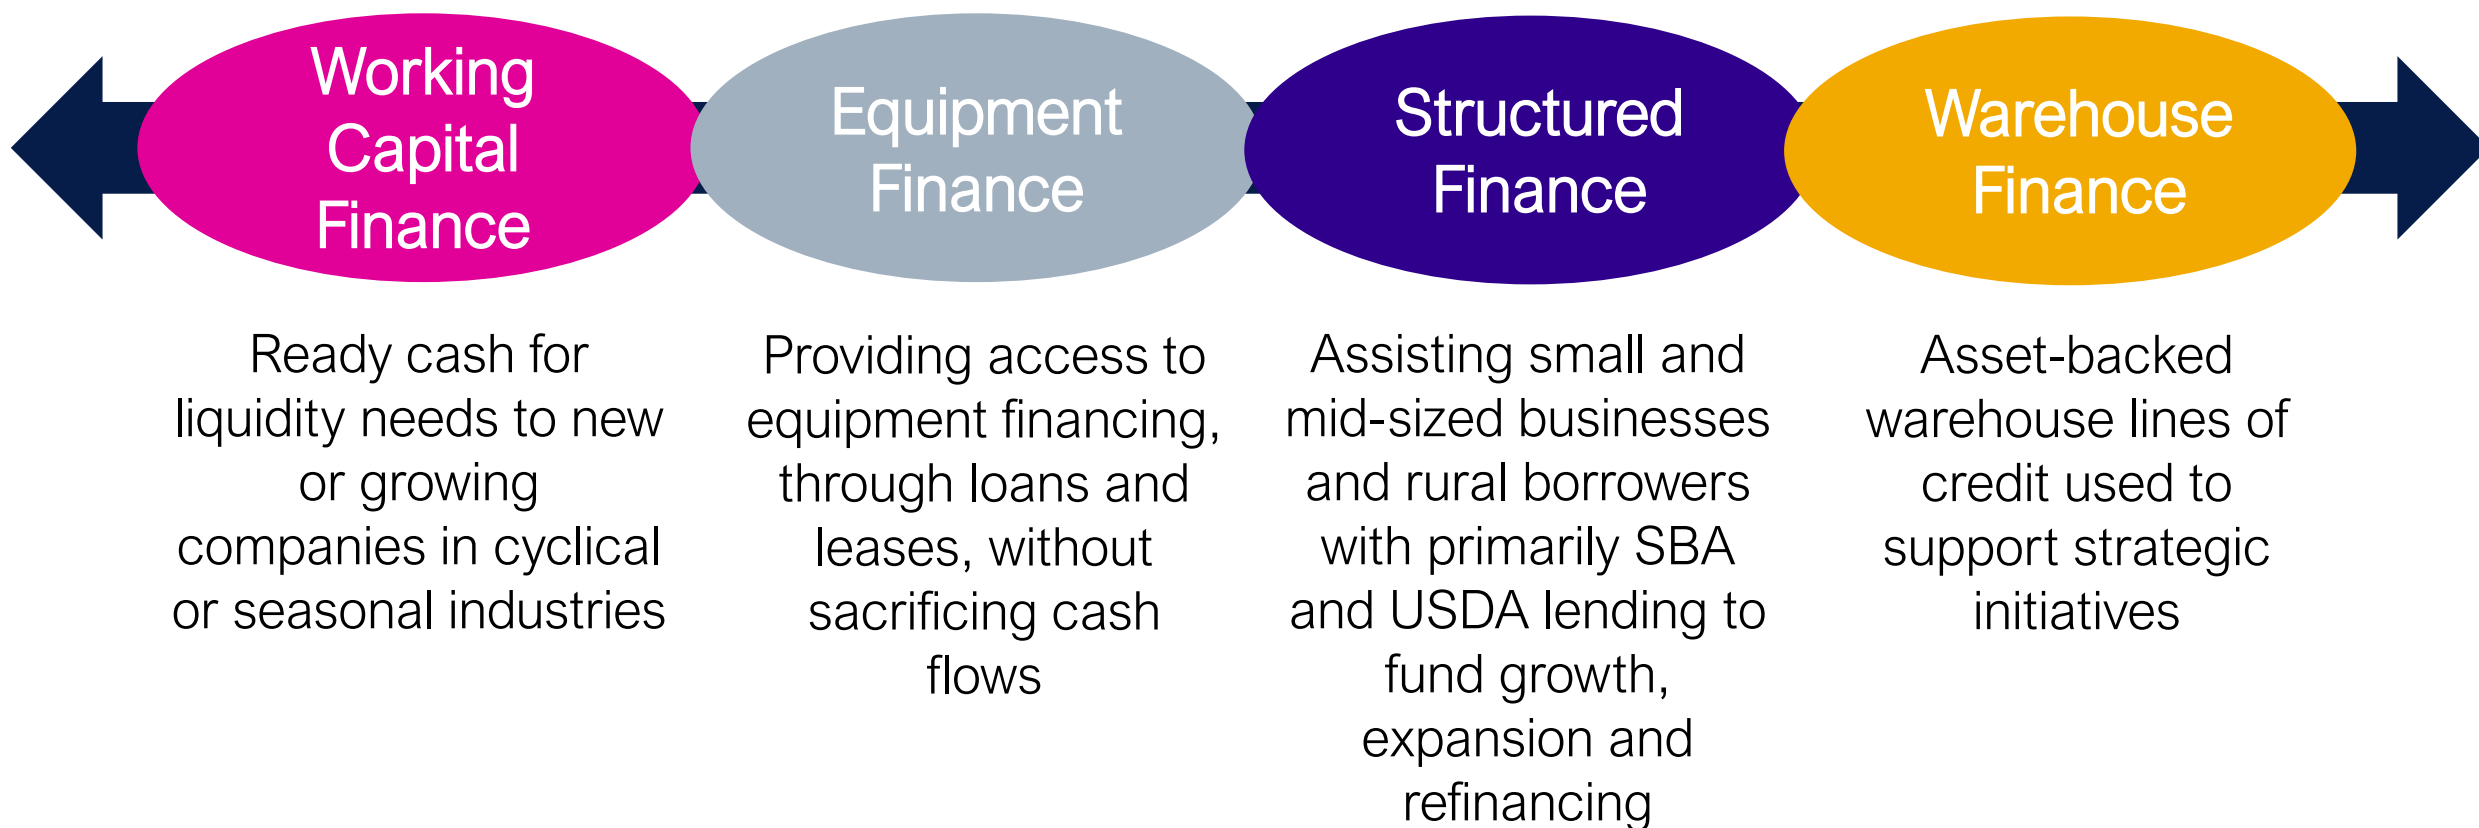 Working
Capital
Finance
Ready cash for
liquidity needs to new
or growing
companies in cyclical
or seasonal industries
Equipment
Finance
Providing access to
equipment financing,
through loans and
leases, without
sacrificing cash
flows
Structured
Finance
Assisting small and
mid-sized businesses
and rural borrowers
with primarily SBA
and USDA lending to
fund growth,
expansion and
refinancing
Warehouse
Finance
Asset-backed
warehouse lines of
credit used to
support strategic
initiatives